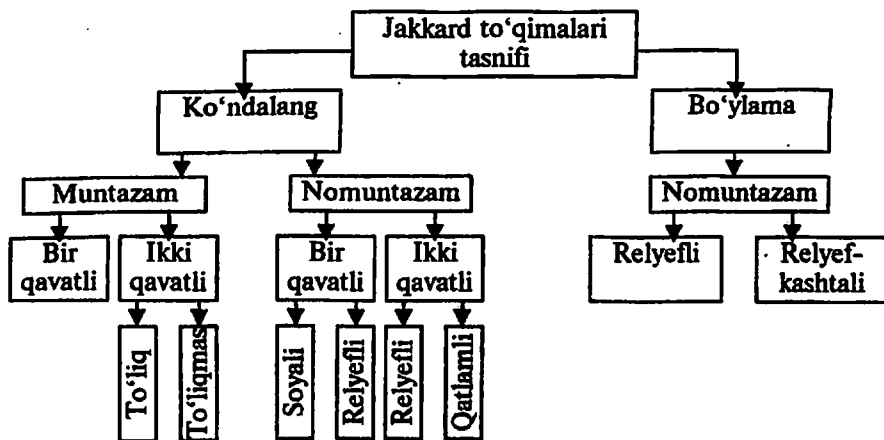 Jakkard to‘qimalari
tasnifi
Ko‘ndalang
Bo‘ylama
Muntazam
Nomuntazam
Nomuntazam
Bir
qavatli
Ikki
qavatli
Bir
qavatli
Ikki
qavatli
Relyefli
Relyef-
kashtali
To‘liq
To‘liqmas
Soyali
Relyefli
Relyefli
Qatlamli